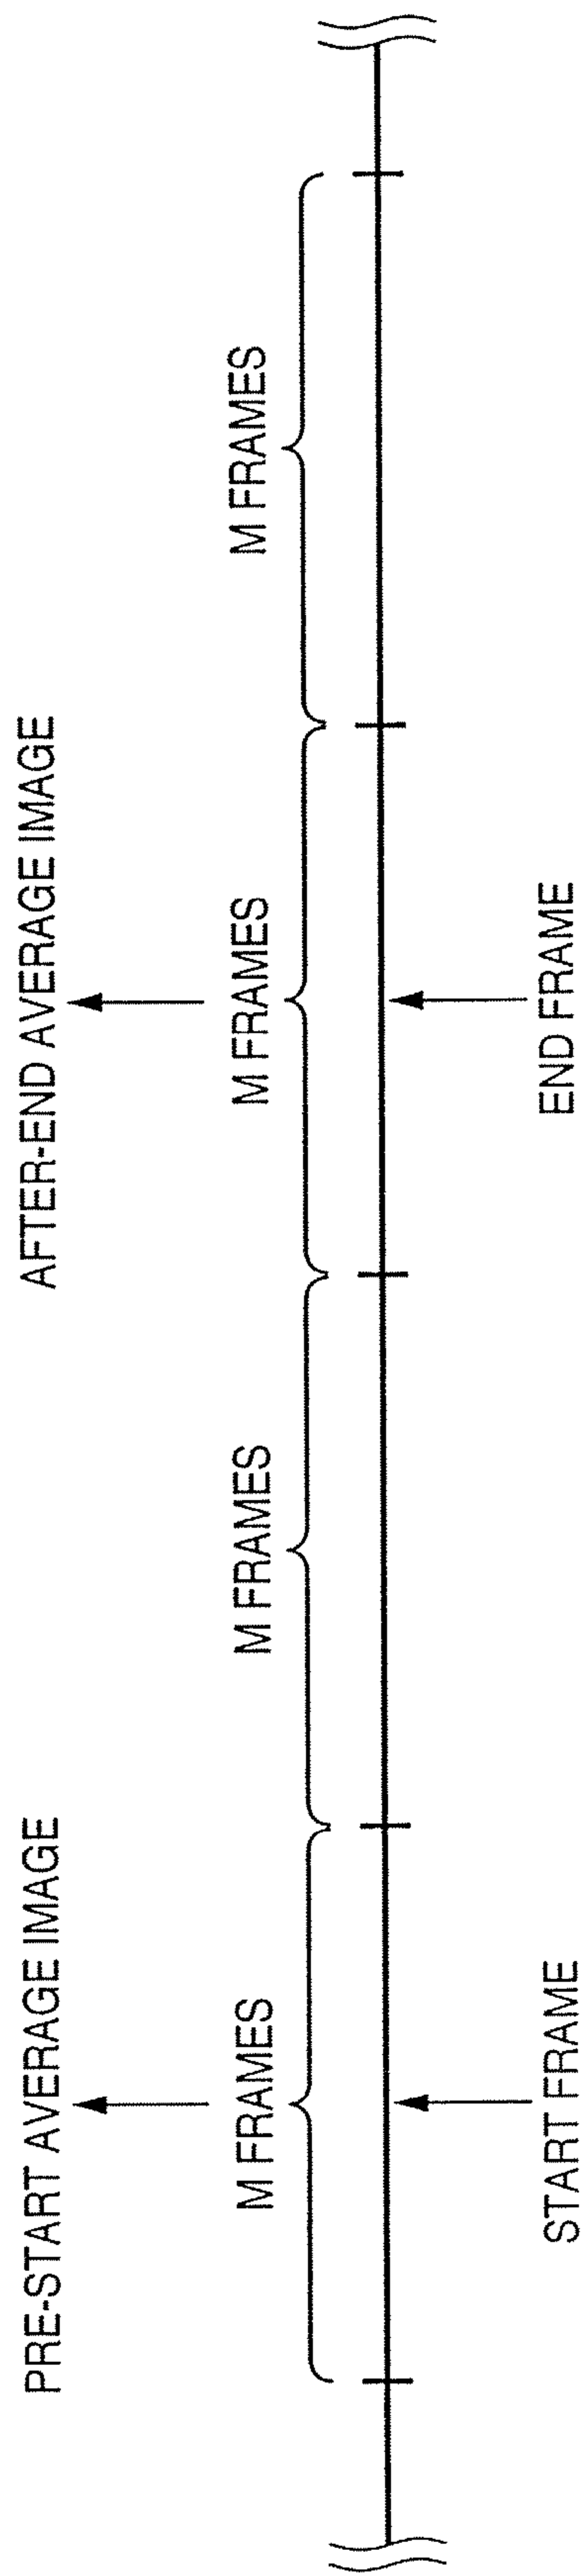 PRE-START AVERAGE IMAGE
AFTER-END AVERAGE IMAGE
M FRAMES
M FRAMES
M FRAMES
M FRAMES
START FRAME
END FRAME